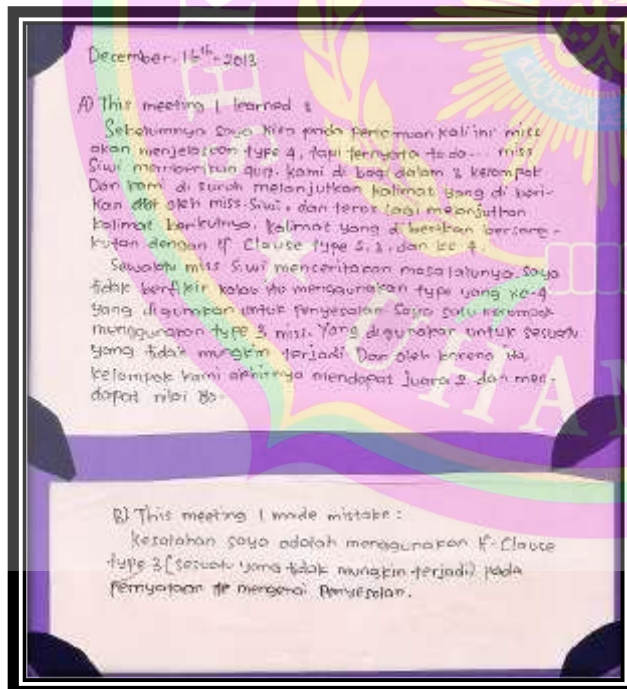 December, 16th - 2013
A) This meeting I learned :
Sebelumnya saya kira pada pertemuan kali ini miss
akan menjelaskan type 4, tapi ternyata tada... miss
Siwi memberikan quiz. kami di bagi dalam 3 kelompok
Dan kami di suruh melanjutkan kalimat yang di beri-
kan oleh miss Siwi, dan terus lagi melanjutkan
kalimat berikutnya. kalimat yang di berikan bersang-
kutan dengan If Clause type 2, 3, dan ke 4.
Sewaktu miss Siwi menceritakan masa lalunya. saya
tidak berfikir kalau itu menggunakan type yang ke-4
yang digunakan untuk penyesalan saya satu kelompok
menggunakan type 3 miss. yang digunakan untuk sesuatu
yang tidak mungkin terjadi Dan oleh karena itu,
kelompok kami akhirnya mendapat Juara 2 dan men-
dapat nilai 80.
B) This meeting I made mistake :
kesalahan saya adalah menggunakan If-Clause
type 3 (sesuatu yang tidak mungkin terjadi) pada
pernyataan mengenai Penyesalan.
TUHAN